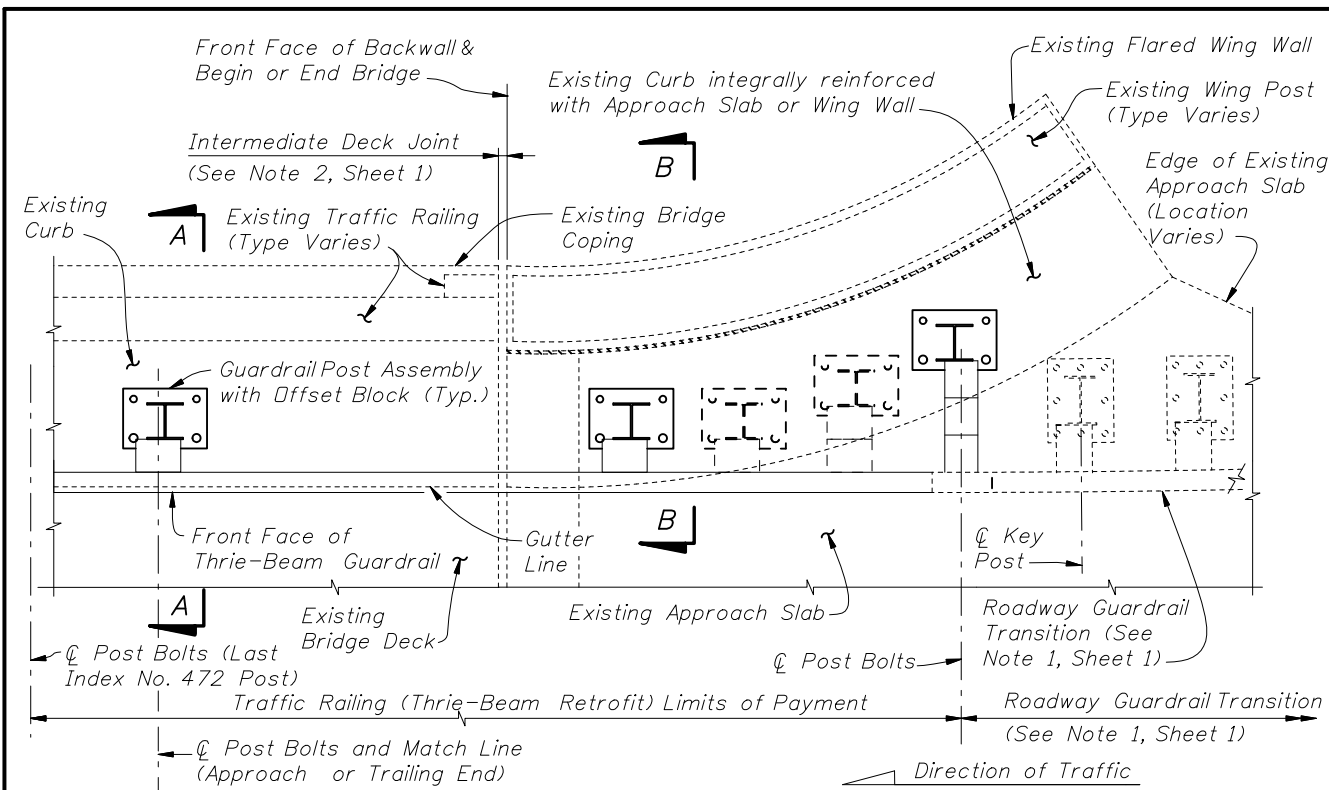 Front Face of Backwall &
Begin or End Bridge
Existing Flared Wing Wall
Existing Curb integrally reinforced
with Approach Slab or Wing Wall
Existing Wing Post
(Type Varies)
Intermediate Deck Joint
(See Note 2, Sheet 1)
B
Edge of Existing
Approach Slab
(Location
Varies)
Existing
Curb
A
Existing Traffic Railing
(Type Varies)
Existing Bridge
Coping
Guardrail Post Assembly
with Offset Block (Typ.)
Front Face of
Thrie-Beam Guardrail
Gutter
Line
B
℄ Key
Post
A
Existing
Bridge Deck
Existing Approach Slab
Roadway Guardrail
Transition (See
Note 1, Sheet 1)
℄ Post Bolts (Last
Index No. 472 Post)
℄ Post Bolts
Traffic Railing (Thrie-Beam Retrofit) Limits of Payment
Roadway Guardrail Transition
(See Note 1, Sheet 1)
℄ Post Bolts and Match Line
(Approach or Trailing End)
Direction of Traffic